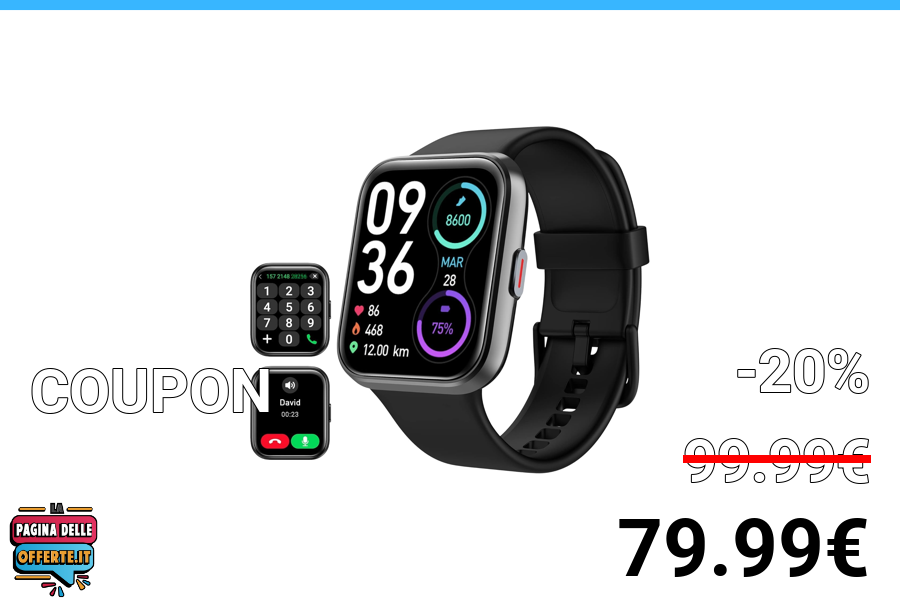 09
36
8600
MAR
28
86
468
12.00 km
75%
157 2148 20256
1 2 3
4 5 6
7 8 9
+ 0
David
00:23
COUPON
-20%
99.99€
79.99€
LA
PAGINA DELLE
OFFERTE.IT